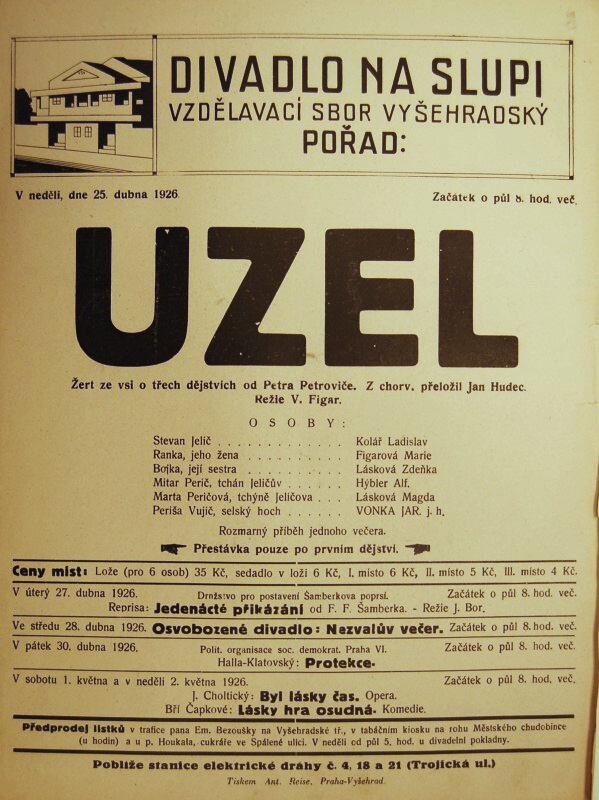 DIVADLO NA SLUPI
VZDĚLAVACÍ SBOR VYŠEHRADSKÝ
POŘAD:
V neděli, dne 25. dubna 1926. Začátek o půl 8. hod. več.
UZEL
Žert ze vsi o třech dějstvích od Petra Petroviče. Z chorv. přeložil Jan Hudec.
Režie V. Figar.
OSOBY:
Stevan Jelič . . . . . . . . . . . . Kolář Ladislav
Ranka, jeho žena . . . . . . . . . Figarová Marie
Bojka, její sestra . . . . . . . . . Lásková Zdeňka
Mitar Perič, tchán Jeličův . . . . . Hýbler Alf.
Marta Peričová, tchýně Jeličova . . . Lásková Magda
Periša Vujič, selský hoch . . . . . . VONKA JAR. j. h.
Rozmarný příběh jednoho večera.
Přestávka pouze po prvním dějství.
Ceny míst: Lože (pro 6 osob) 35 Kč, sedadlo v loži 6 Kč, I. místo 6 Kč, II. místo 5 Kč, III. místo 4 Kč.
V úterý 27. dubna 1926. Družstvo pro postavení Šamberkova poprsí. Začátek o půl 8. hod. več.
Reprisa: Jedenácté přikázání od F. F. Šamberka. - Režie J. Bor.
Ve středu 28. dubna 1926. Osvobozené divadlo: Nezvalův večer. Začátek o půl 8. hod. več.
V pátek 30. dubna 1926. Polit. organisace soc. demokrat. Praha VI. Začátek o půl 8. hod. več.
Halla-Klatovský: Protekce.
V sobotu 1. května a v neděli 2. května 1926. Začátek o půl 8. hod. več.
J. Choltický: Byl lásky čas. Opera.
Bří Čapkové: Lásky hra osudná. Komedie.
Předprodej lístků v trafice pana Em. Bezoušky na Vyšehradské tř., v tabáčním kiosku na rohu Městského chudobince
(u hodin) a u p. Houkala, cukráře ve Spálené ulici. V neděli od půl 5. hod. u divadelní pokladny.
Poblíže stanice elektrické dráhy č. 4, 18 a 21 (Trojická ul.)
Tiskem Ant. Reise, Praha-Vyšehrad.